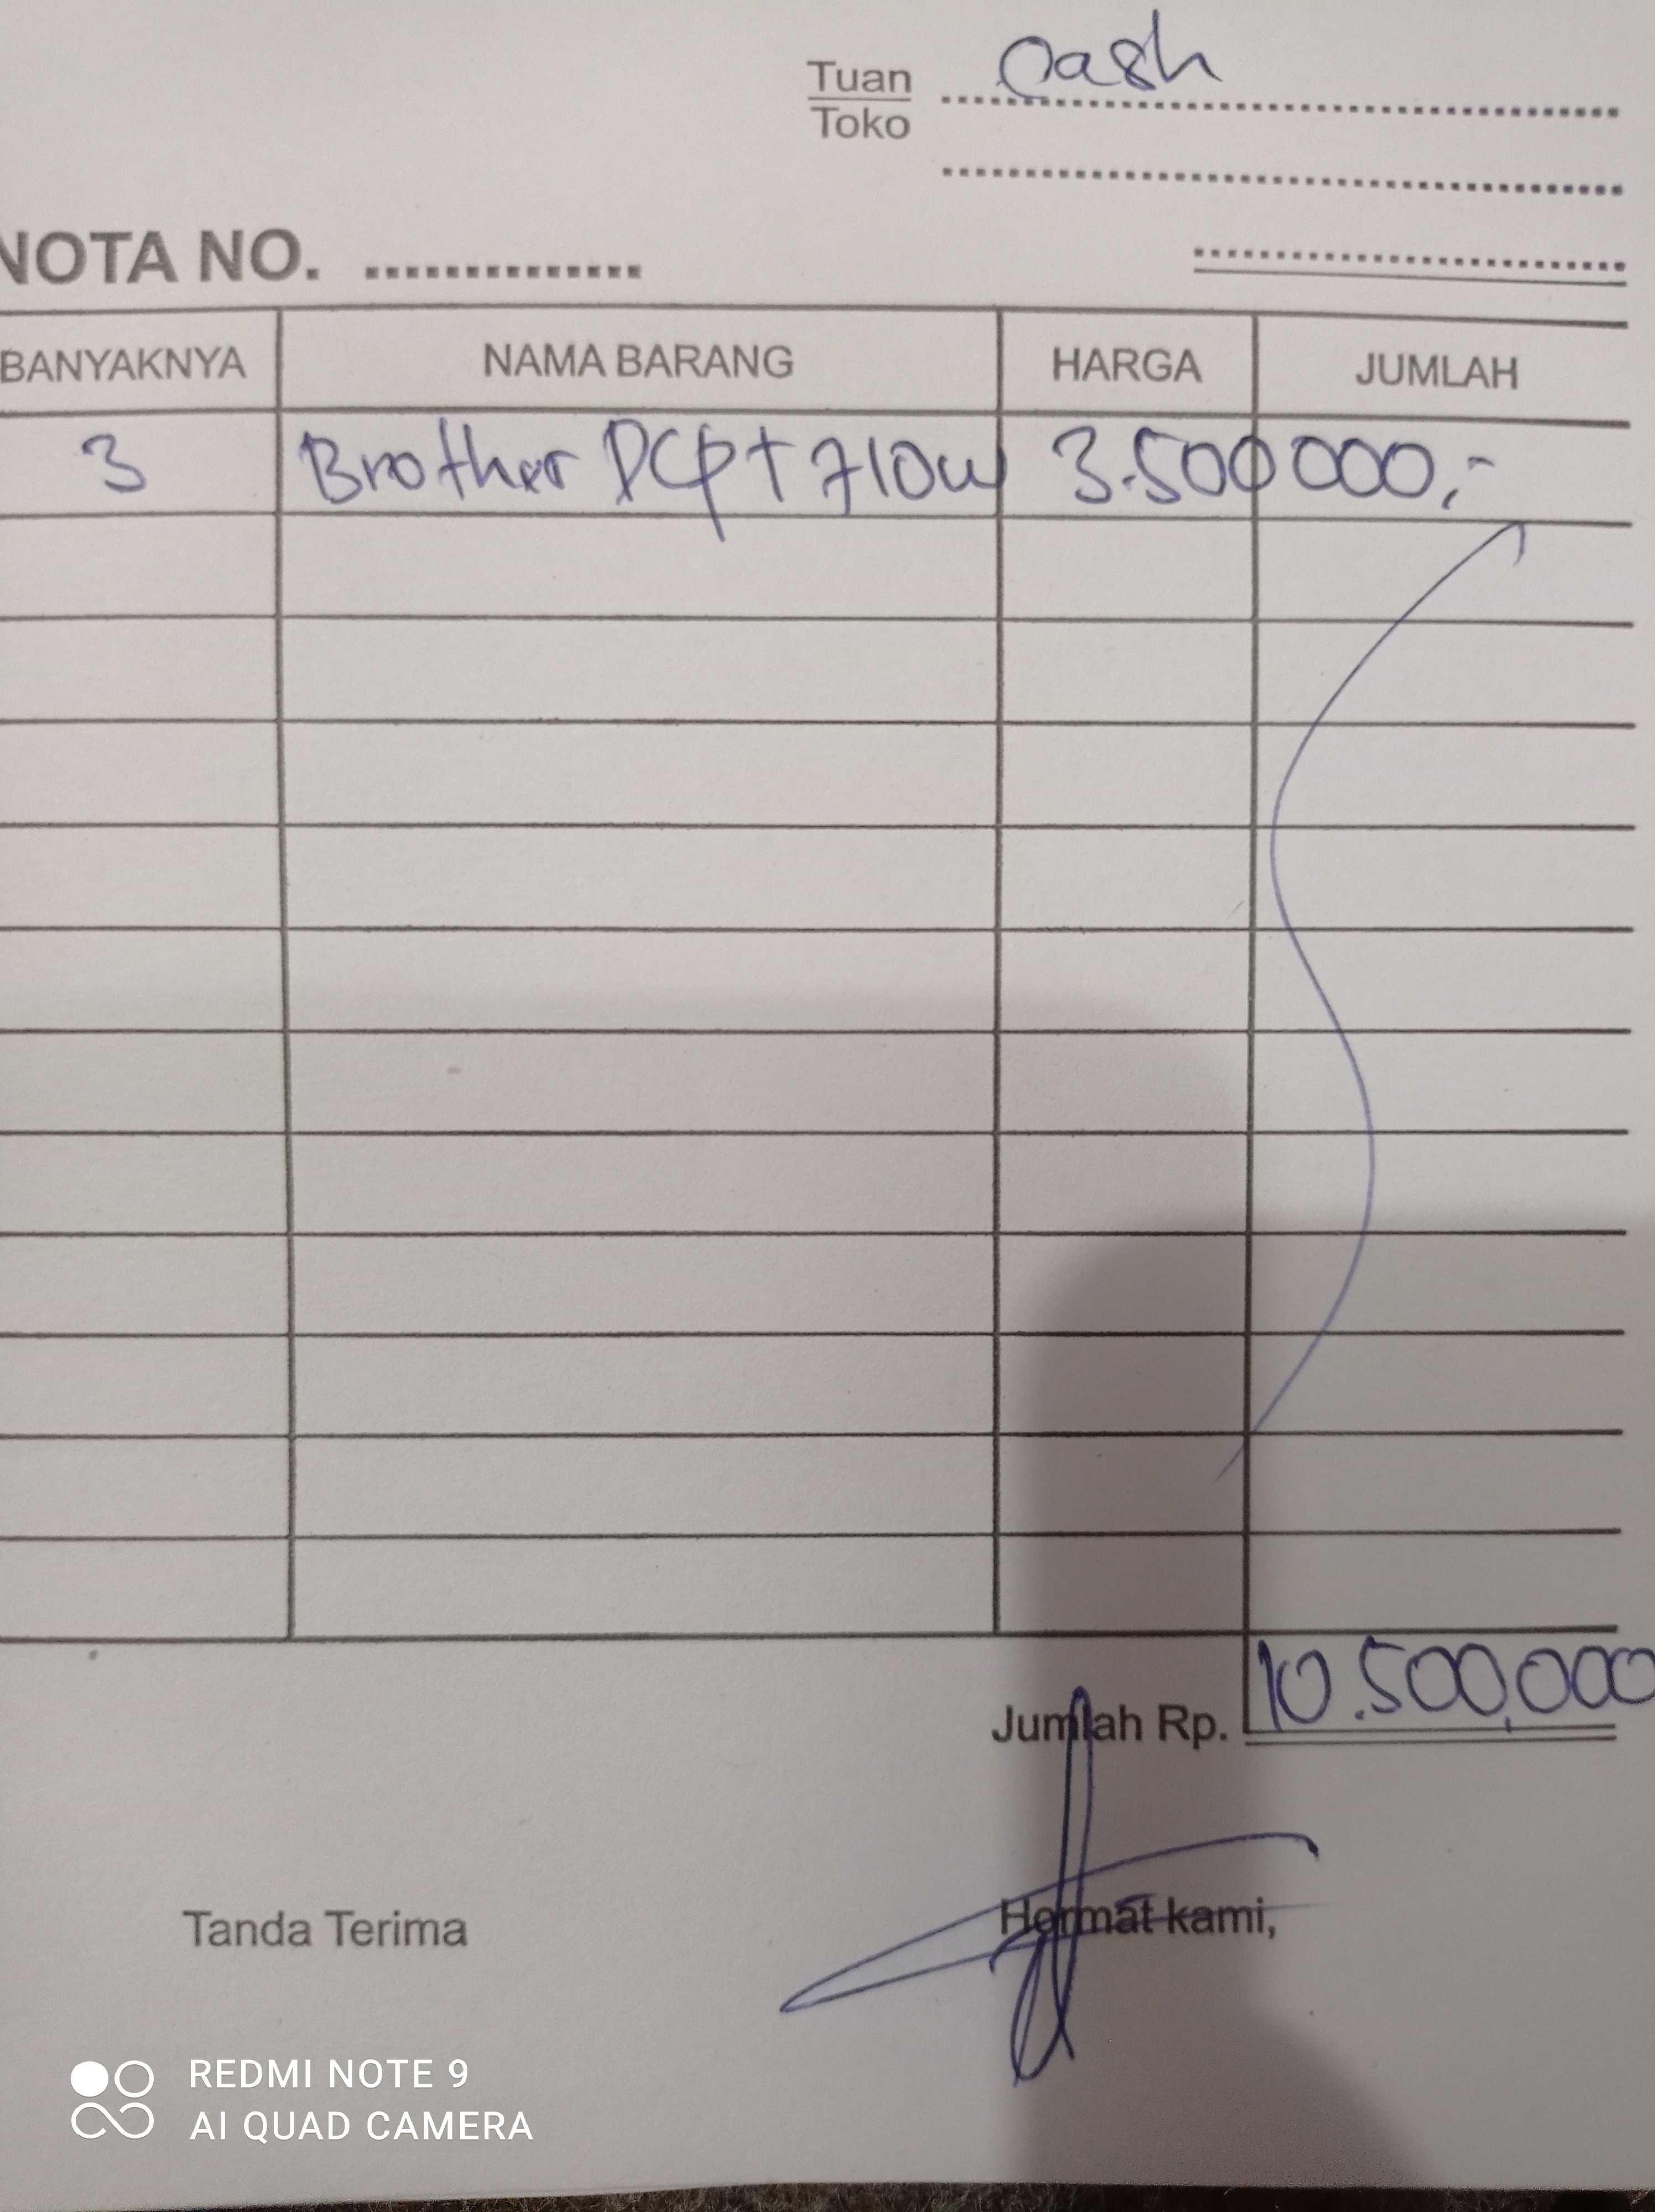 Tuan Cash
Toko
NOTA NO. ..............
BANYAKNYA NAMA BARANG HARGA JUMLAH
3 Brother DCP T 710W 3.500000,-
Jumlah Rp. 10.500,000
Tanda Terima Hormat kami,
REDMI NOTE 9
AI QUAD CAMERA